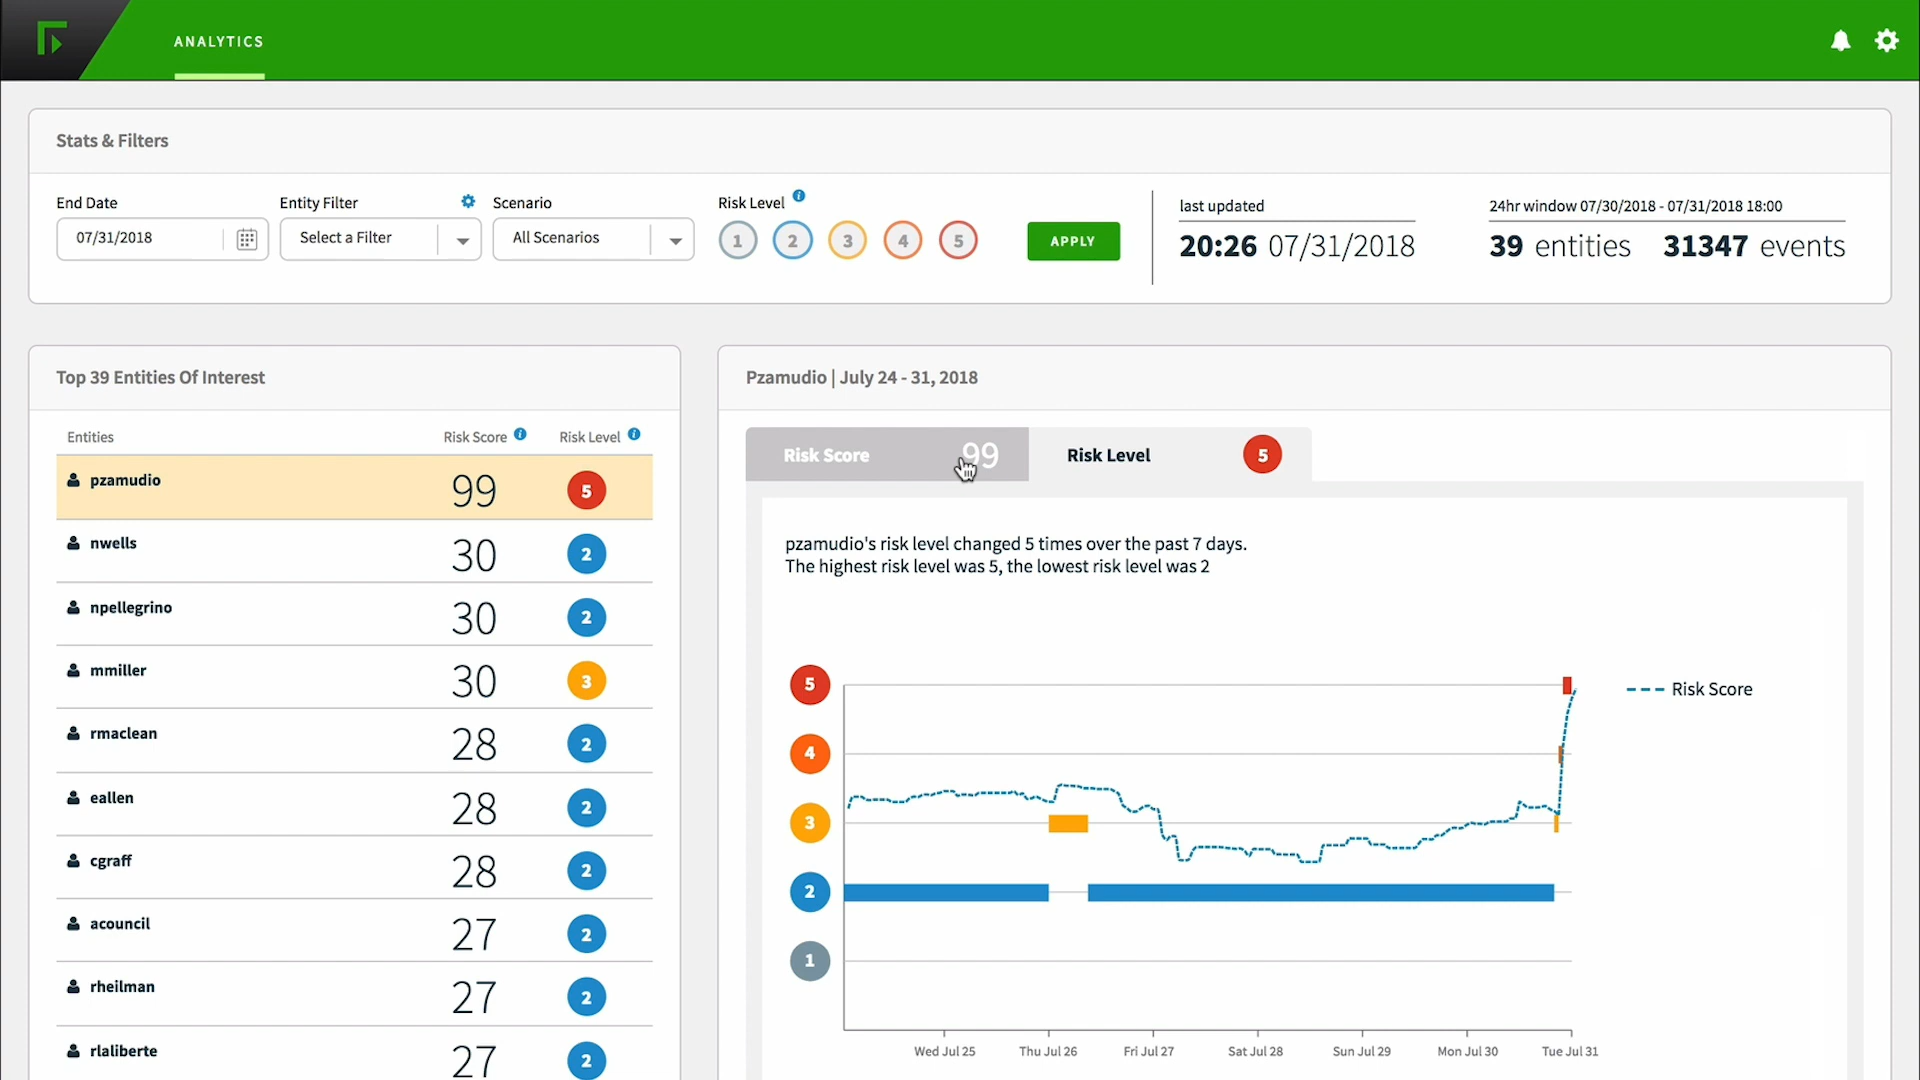 ANALYTICS
Stats & Filters
End Date
07/31/2018
Entity Filter
Select a Filter
Scenario
All Scenarios
Risk Level
1 2 3 4 5
APPLY
last updated
20:26 07/31/2018
24hr window 07/30/2018 - 07/31/2018 18:00
39 entities 31347 events
Top 39 Entities Of Interest
Entities Risk Score Risk Level
pzamudio 99 5
nwells 30 2
npellegrino 30 2
mmiller 30 3
rmaclean 28 2
eallen 28 2
cgraff 28 2
acouncil 27 2
rheilman 27 2
rlaliberte 27 2
Pzamudio | July 24 - 31, 2018
Risk Score 99
Risk Level 5
pzamudio's risk level changed 5 times over the past 7 days.
The highest risk level was 5, the lowest risk level was 2
5
4
3
2
1
Risk Score
Wed Jul 25 Thu Jul 26 Fri Jul 27 Sat Jul 28 Sun Jul 29 Mon Jul 30 Tue Jul 31